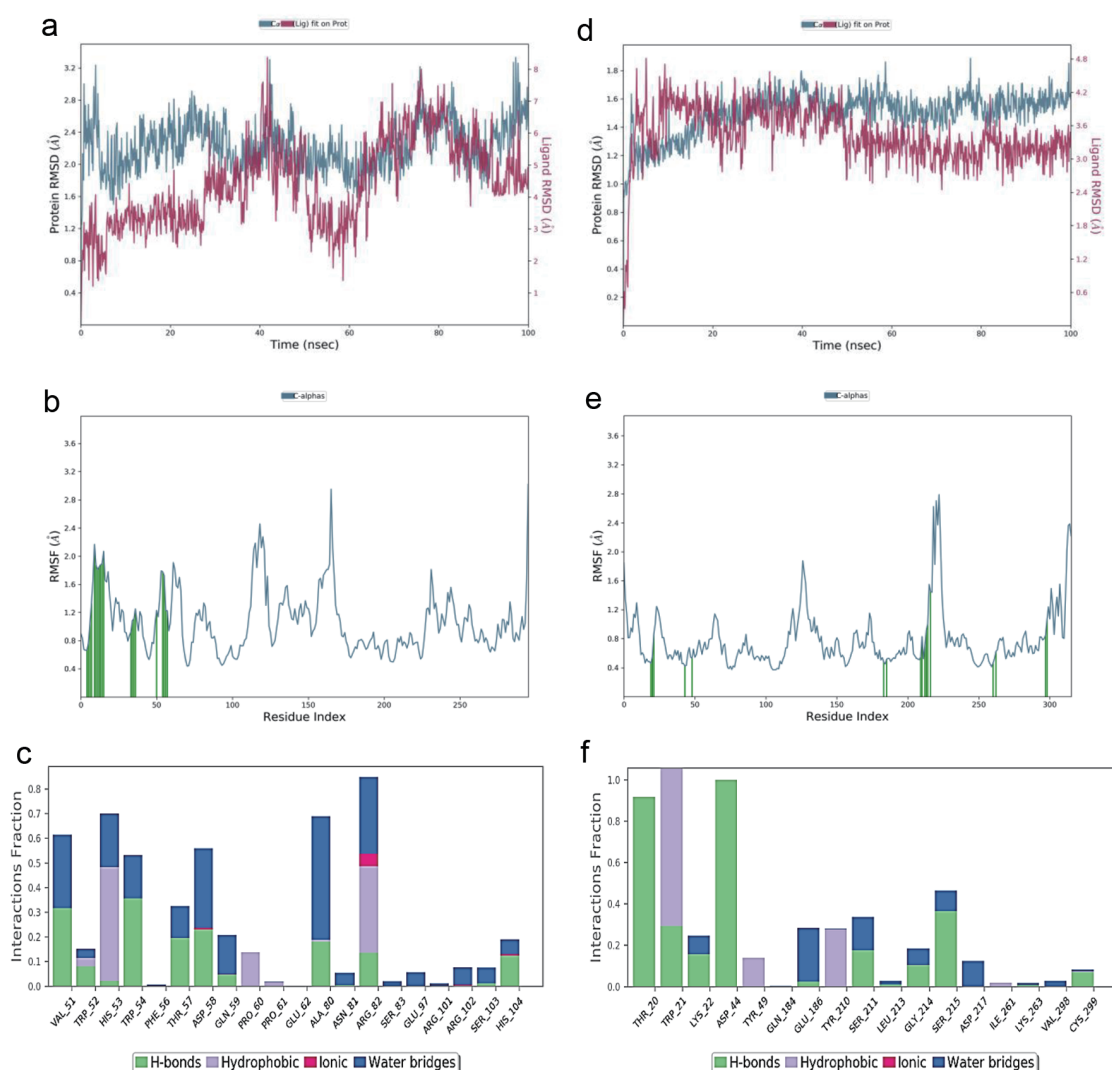 a
Cα (Lig) fit on Prot
Protein RMSD (Å)
3.2
2.8
2.4
2.0
1.6
1.2
0.8
0.4
8
7
6
5
4
3
2
1
Ligand RMSD (Å)
0 20 40 60 80 100
Time (nsec)
d
Cα (Lig) fit on Prot
Protein RMSD (Å)
1.8
1.6
1.4
1.2
1.0
0.8
0.6
0.4
0.2
4.8
4.2
3.6
3.0
2.4
1.8
1.2
0.6
Ligand RMSD (Å)
0 20 40 60 80 100
Time (nsec)
b
C-alphas
RMSF (Å)
3.6
3.2
2.8
2.4
2.0
1.6
1.2
0.8
0.4
0 50 100 150 200 250
Residue Index
e
C-alphas
RMSF (Å)
3.6
3.2
2.8
2.4
2.0
1.6
1.2
0.8
0.4
0 50 100 150 200 250 300
Residue Index
c
Interactions Fraction
0.8
0.7
0.6
0.5
0.4
0.3
0.2
0.1
0.0
VAL_51 TRP_52 HIS_53 TRP_54 PHE_56 THR_57 ASP_58 GLN_59 PRO_60 PRO_61 GLU_62 ALA_80 ASN_81 ARG_82 SER_83 GLU_97 ARG_101 ARG_102 SER_103 HIS_104
H-bonds Hydrophobic Ionic Water bridges
f
Interactions Fraction
1.0
0.8
0.6
0.4
0.2
0.0
THR_20 TRP_21 LYS_22 ASP_44 TYR_49 GLN_184 GLU_186 TYR_210 SER_211 LEU_213 GLY_214 SER_215 ASP_217 ILE_261 LYS_263 VAL_298 CYS_299
H-bonds Hydrophobic Ionic Water bridges